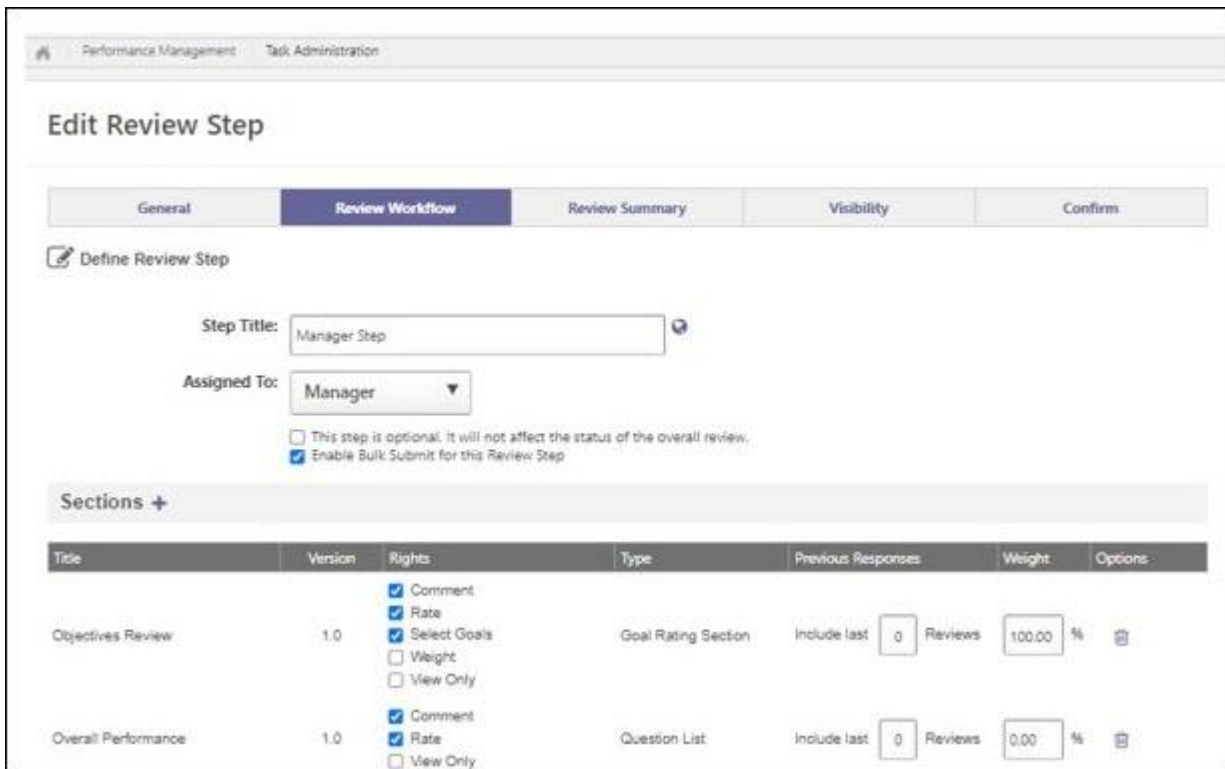 Performance Management Task Administration
Edit Review Step
General Review Workflow Review Summary Visibility Confirm
Define Review Step
Step Title: Manager Step
Assigned To: Manager
This step is optional. It will not affect the status of the overall review.
Enable Bulk Submit for this Review Step
Sections +
Title Version Rights Type Previous Responses Weight Options
Comment
Rate
Objectives Review 1.0 Select Goals Goal Rating Section Include last 0 Reviews 100.00 %
Weight
View Only
Comment
Overall Performance 1.0 Rate Question List Include last 0 Reviews 0.00 %
View Only